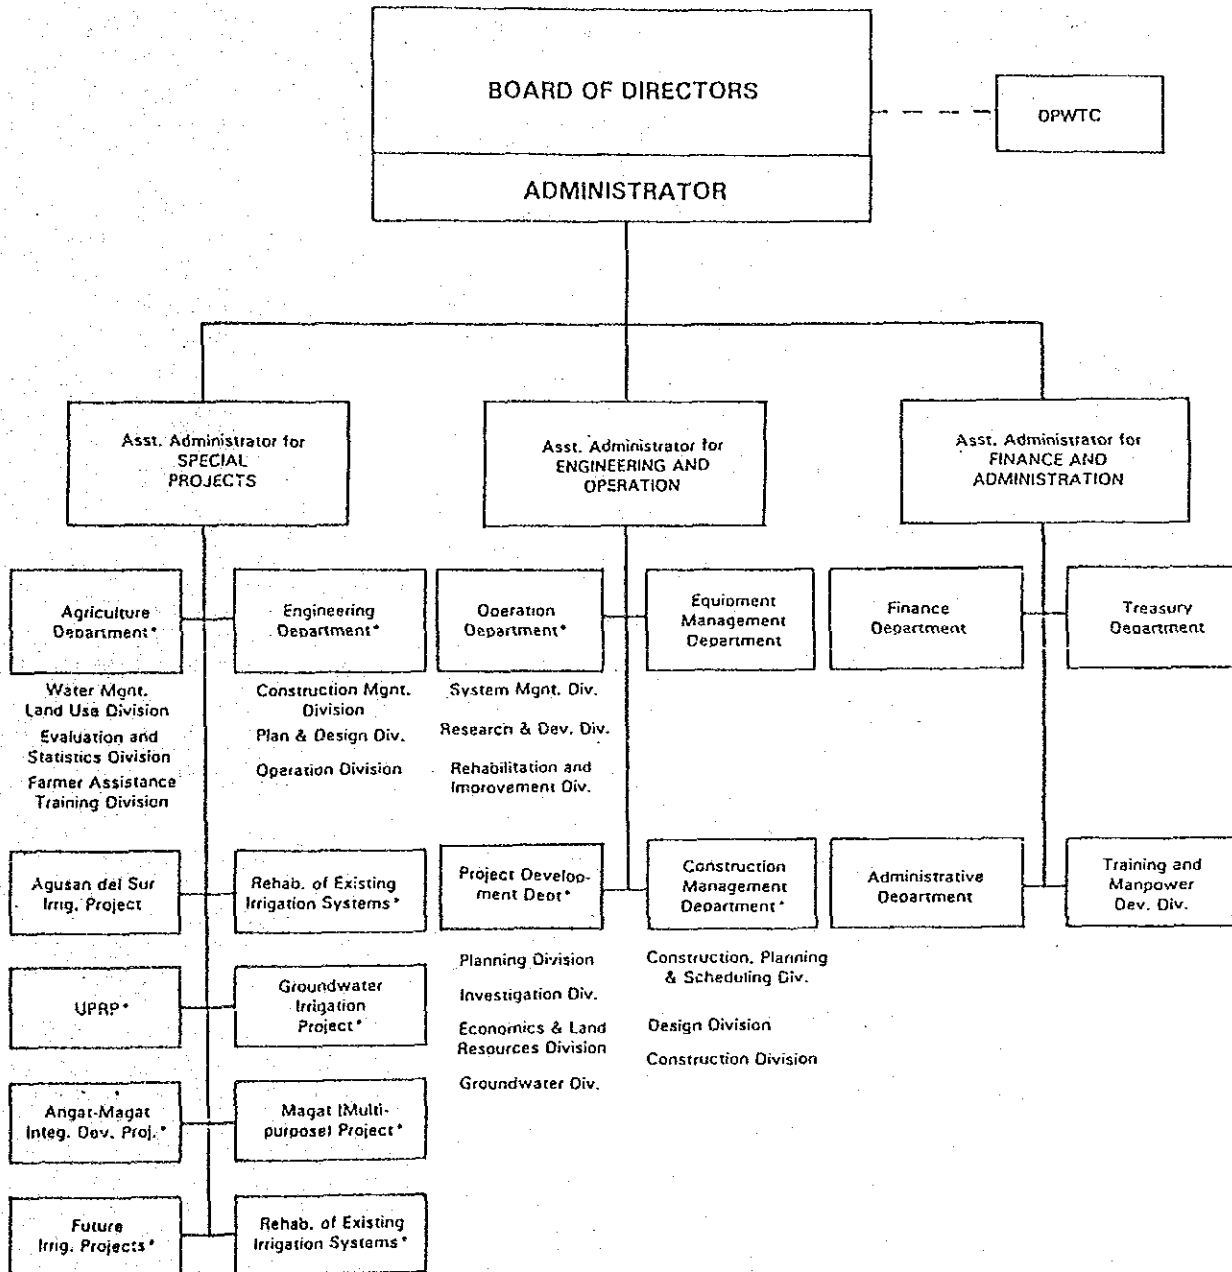 BOARD OF DIRECTORS
OPWTC
ADMINISTRATOR
Asst. Administrator for
SPECIAL
PROJECTS
Asst. Administrator for
ENGINEERING AND
OPERATION
Asst. Administrator for
FINANCE AND
ADMINISTRATION
Agriculture
Department*
Water Mgnt.
Land Use Division
Evaluation and
Statistics Division
Farmer Assistance
Training Division
Engineering
Department*
Construction Mgnt.
Division
Plan & Design Div.
Operation Division
Operation
Department*
System Mgnt. Div.
Research & Dev. Div.
Rehabilitation and
Improvement Div.
Equipment
Management
Department
Finance
Department
Treasury
Department
Agusan del Sur
Irrig. Project
Rehab. of Existing
Irrigation Systems*
Project Develop-
ment Dept*
Planning Division
Investigation Div.
Economics & Land
Resources Division
Groundwater Div.
Construction
Management
Department*
Construction, Planning
& Scheduling Div.
Design Division
Construction Division
Administrative
Department
Training and
Manpower
Dev. Div.
UPRP*
Groundwater
Irrigation
Project*
Angat-Magat
Integ. Dev. Proj.*
Magat (Multi-
purpose) Project*
Future
Irrig. Projects*
Rehab. of Existing
Irrigation Systems*